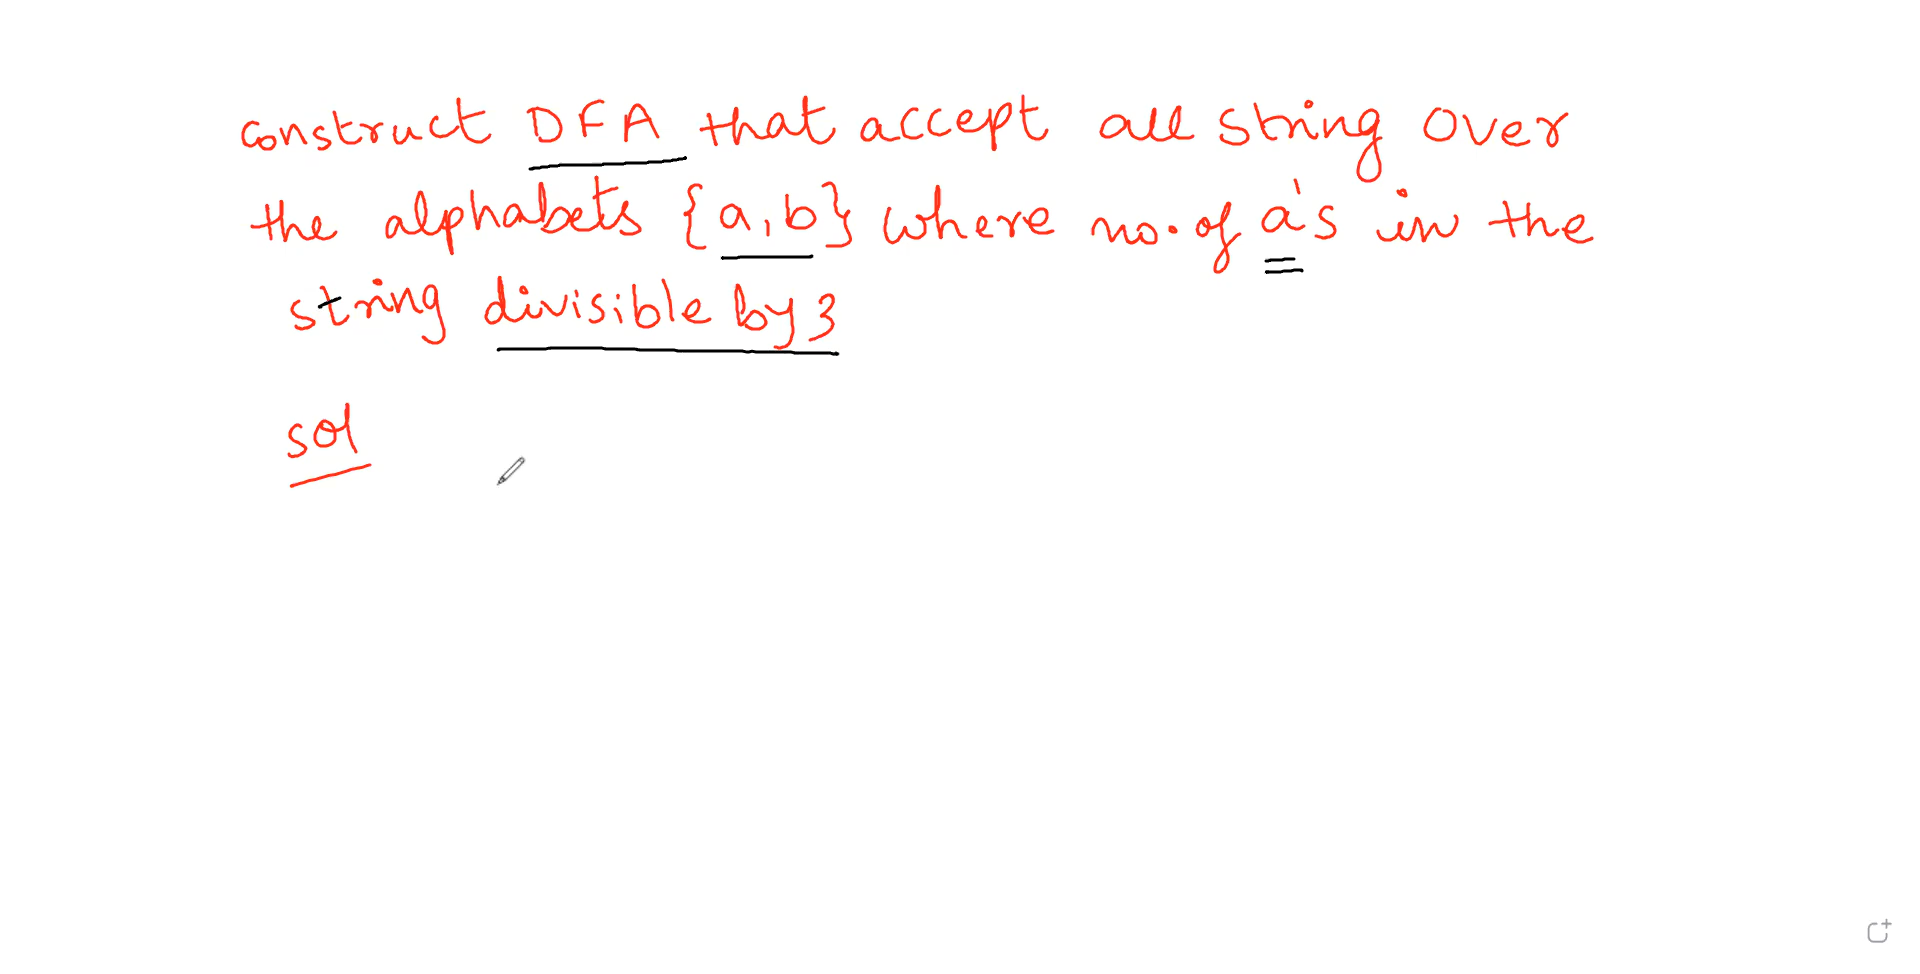 construct DFA that accept all string over
the alphabets {a,b} where no. of a's in the
string divisible by 3
sol